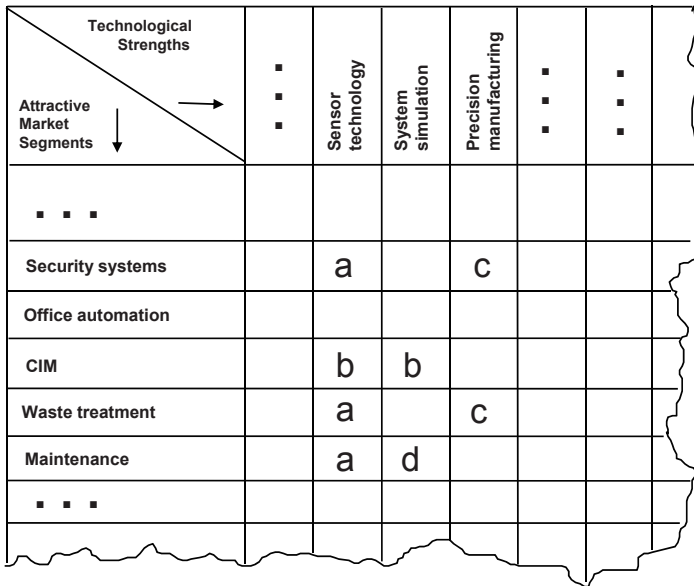 Technological
Strengths
Attractive
Market
Segments
Sensor
technology
System
simulation
Precision
manufacturing
Security systems a c
Office automation
CIM b b
Waste treatment a c
Maintenance a d